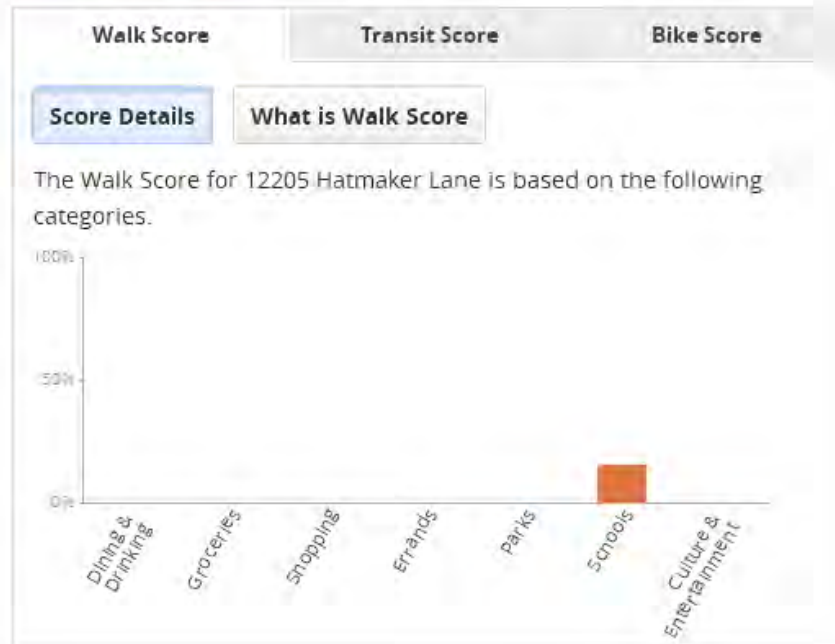 Walk Score Transit Score Bike Score
Score Details What is Walk Score
The Walk Score for 12205 Hatmaker Lane is based on the following
categories.
100%
50%
0%
Dining &
Drinking
Groceries
Shopping
Errands
Parks
Schools
Culture &
Entertainment